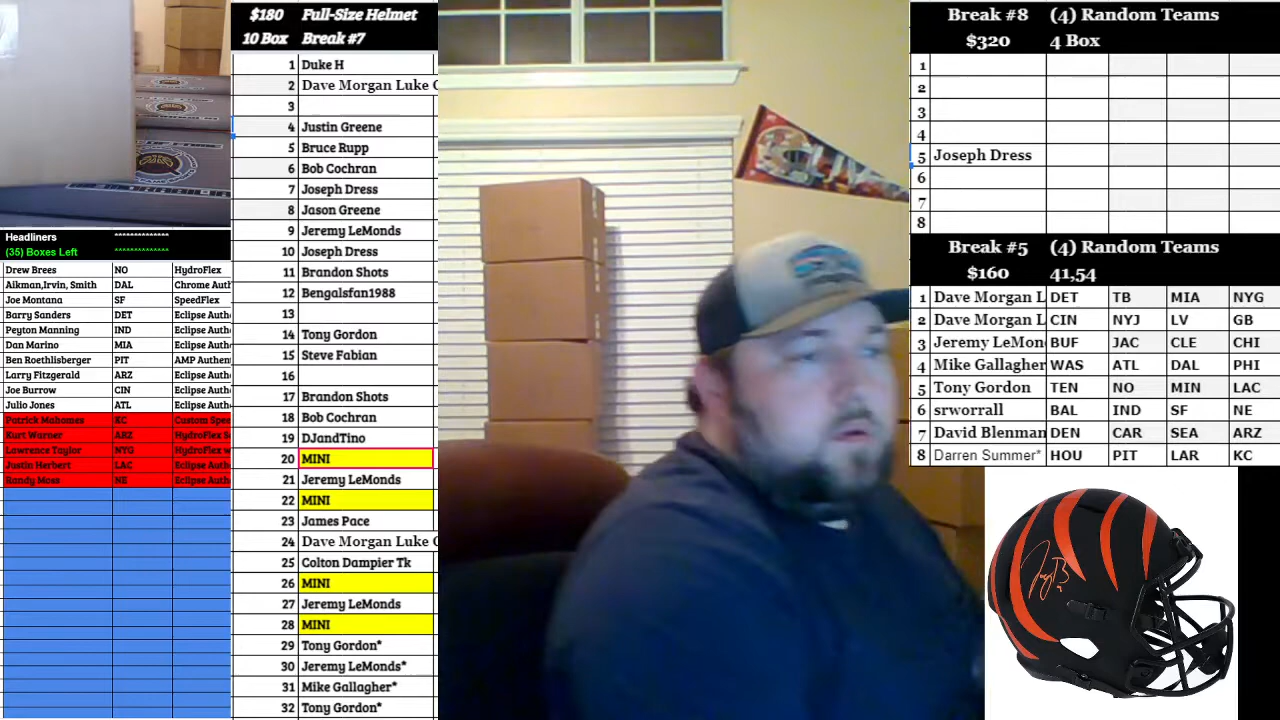 $180 Full-Size Helmet
10 Box Break #7
1 Duke H
2 Dave Morgan Luke
3
4 Justin Greene
5 Bruce Rupp
6 Bob Cochran
7 Joseph Dress
8 Jason Greene
9 Jeremy LeMonds
10 Joseph Dress
11 Brandon Shots
12 Bengalsfan1988
13
14 Tony Gordon
15 Steve Fabian
16
17 Brandon Shots
18 Bob Cochran
19 DJandTino
20 MINI
21 Jeremy LeMonds
22 MINI
23 James Pace
24 Dave Morgan Luke
25 Colton Dampier Tk
26 MINI
27 Jeremy LeMonds
28 MINI
29 Tony Gordon*
30 Jeremy LeMonds*
31 Mike Gallagher*
32 Tony Gordon*
Headliners **************
(35) Boxes Left **************
Drew Brees NO HydroFlex
Aikman,Irvin, Smith DAL Chrome Auth
Joe Montana SF SpeedFlex
Barry Sanders DET Eclipse Auth
Peyton Manning IND Eclipse Auth
Dan Marino MIA Eclipse Auth
Ben Roethlisberger PIT AMP Authen
Larry Fitzgerald ARZ Eclipse Auth
Joe Burrow CIN Eclipse Auth
Julio Jones ATL Eclipse Auth
Patrick Mahomes KC Custom Spee
Kurt Warner ARZ HydroFlex S
Lawrence Taylor NYG HydroFlex w
Justin Herbert LAC Eclipse Auth
Randy Moss NE Eclipse Auth
Break #8 (4) Random Teams
$320 4 Box
1
2
3
4
5 Joseph Dress
6
7
8
Break #5 (4) Random Teams
$160 41,54
1 Dave Morgan L DET TB MIA NYG
2 Dave Morgan L CIN NYJ LV GB
3 Jeremy LeMon BUF JAC CLE CHI
4 Mike Gallagher WAS ATL DAL PHI
5 Tony Gordon TEN NO MIN LAC
6 srworrall BAL IND SF NE
7 David Blenman DEN CAR SEA ARZ
8 Darren Summer* HOU PIT LAR KC